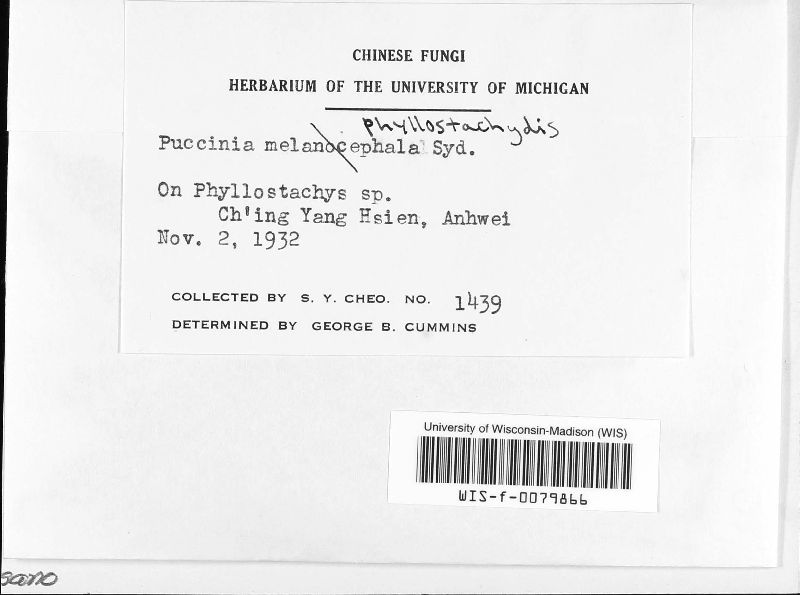 CHINESE FUNGI
HERBARIUM OF THE UNIVERSITY OF MICHIGAN
phyllostachydis
Puccinia melanocephala Syd.
On Phyllostachys sp.
Ch'ing Yang Hsien, Anhwei
Nov. 2, 1932
COLLECTED BY S. Y. CHEO. NO. 1439
DETERMINED BY GEORGE B. CUMMINS
University of Wisconsin-Madison (WIS)
WIS-f-0079866